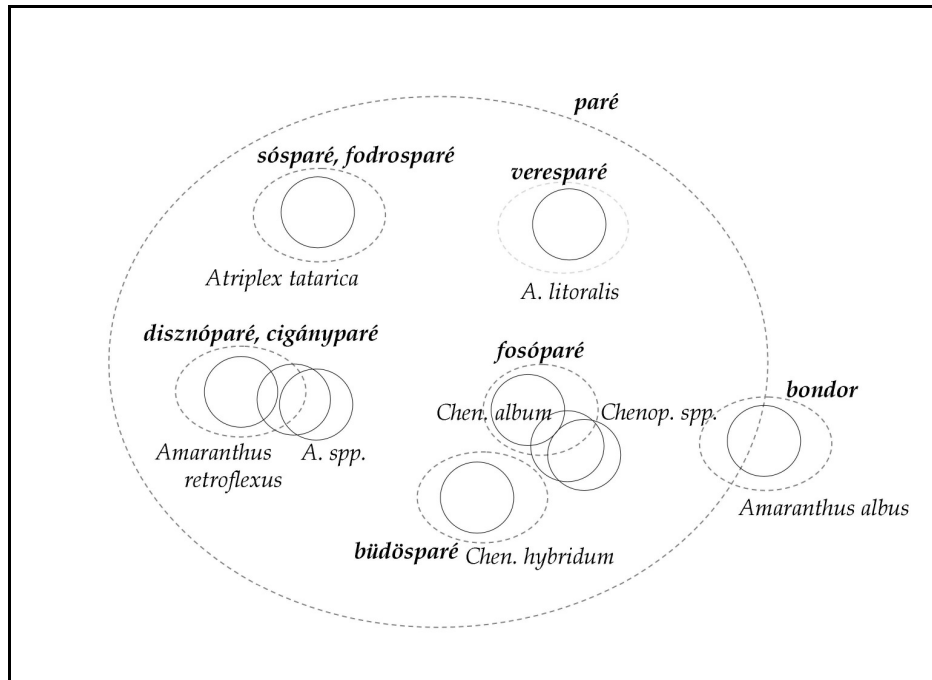 paré
sósparé, fodrosparé
veresparé
Atriplex tatarica
A. litoralis
disznóparé, cigányparé
fosóparé
bondor
Chen. album
Chenop. spp.
Amaranthus
retroflexus
A. spp.
Amaranthus albus
büdösparé
Chen. hybridum